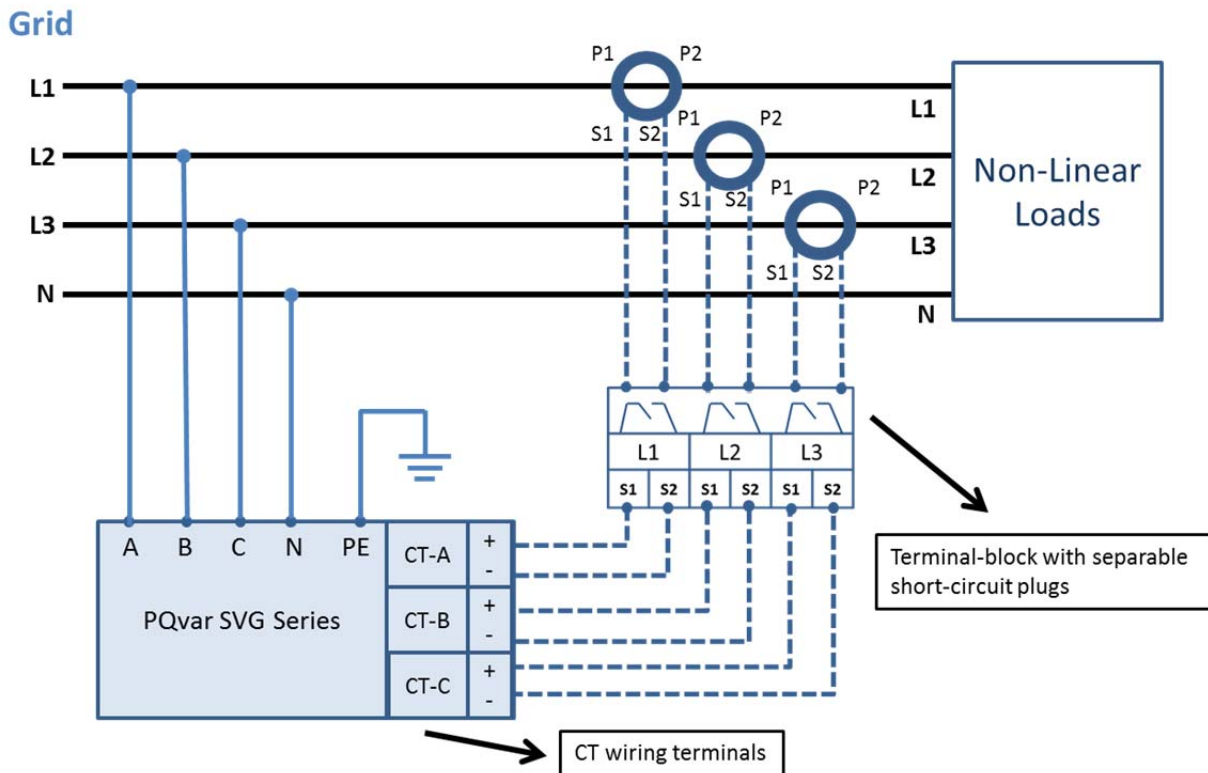 Grid
P1 P2
L1
L1
S1 S2 P1 P2
L2
L2
S1 S2 P1 P2
L3
L3
S1 S2
N
N
Non-Linear
Loads
L1 L2 L3
S1 S2 S1 S2 S1 S2
A B C N PE
CT-A + -
CT-B + -
CT-C + -
PQvar SVG Series
Terminal-block with separable
short-circuit plugs
CT wiring terminals